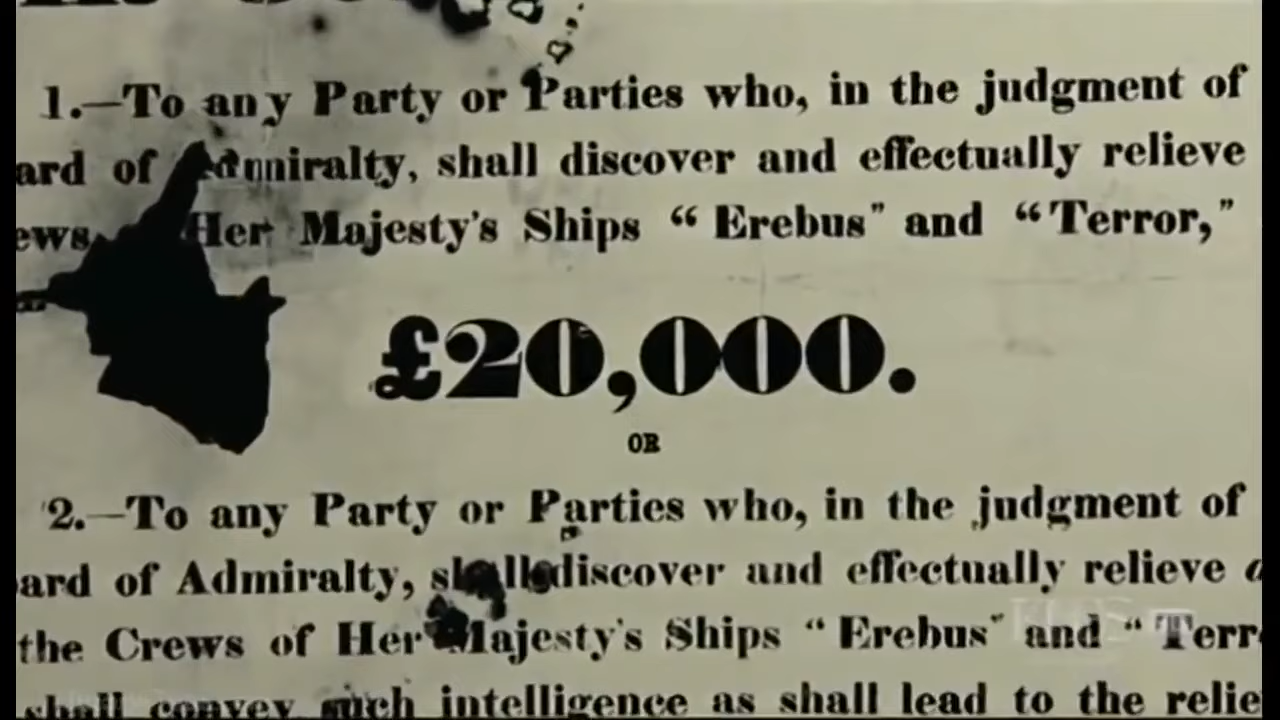 1.—To any Party or Parties who, in the judgment of
ard of Admiralty, shall discover and effectually relieve
ews Her Majesty's Ships “Erebus” and “Terror,”
£20,000.
OR
2.—To any Party or Parties who, in the judgment of
ard of Admiralty, shall discover and effectually relieve a
the Crews of Her Majesty's Ships “Erebus” and “Terr
shall convey such intelligence as shall lead to the relie